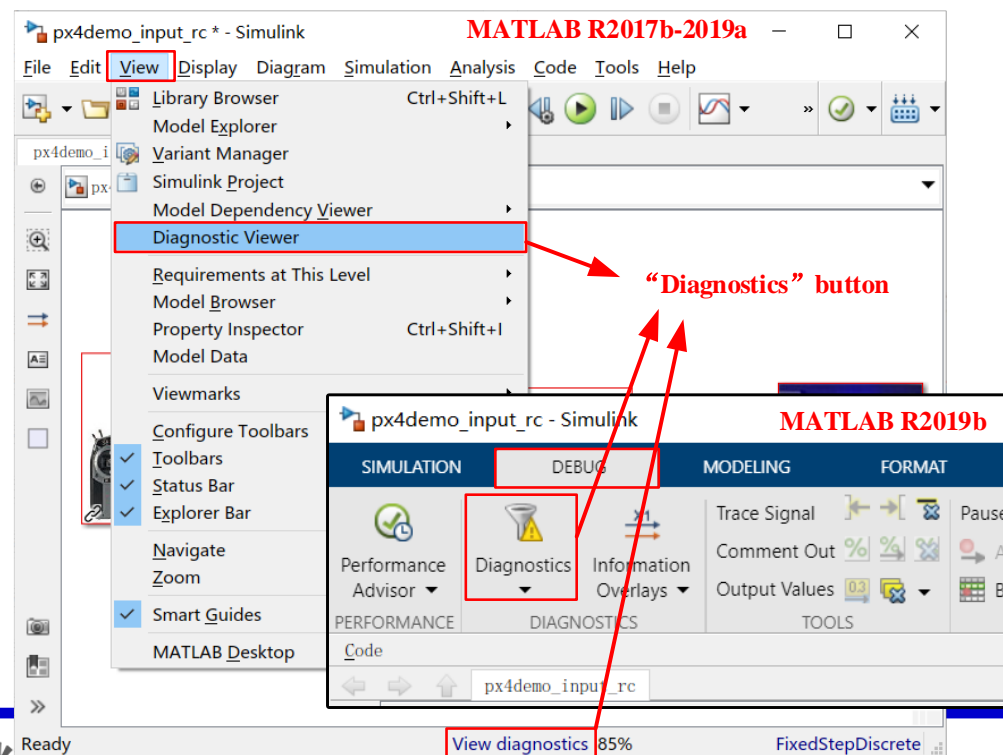 px4demo_input_rc * - Simulink
MATLAB R2017b-2019a
File Edit View Display Diagram Simulation Analysis Code Tools Help
Library Browser Ctrl+Shift+L
Model Explorer
px4demo_i
Variant Manager
px
Simulink Project
Model Dependency Viewer
Diagnostic Viewer
Requirements at This Level
“Diagnostics” button
Model Browser
Property Inspector Ctrl+Shift+I
Model Data
Viewmarks
Configure Toolbars
Toolbars
Status Bar
Explorer Bar
Navigate
Zoom
Smart Guides
MATLAB Desktop
px4demo_input_rc - Simulink
MATLAB R2019b
SIMULATION DEBUG MODELING FORMAT
Performance
Advisor
Diagnostics
Information
Overlays
Trace Signal
Comment Out
Output Values
Pause
A
B
PERFORMANCE DIAGNOSTICS TOOLS
Code
px4demo_input_rc
Ready View diagnostics 85% FixedStepDiscrete